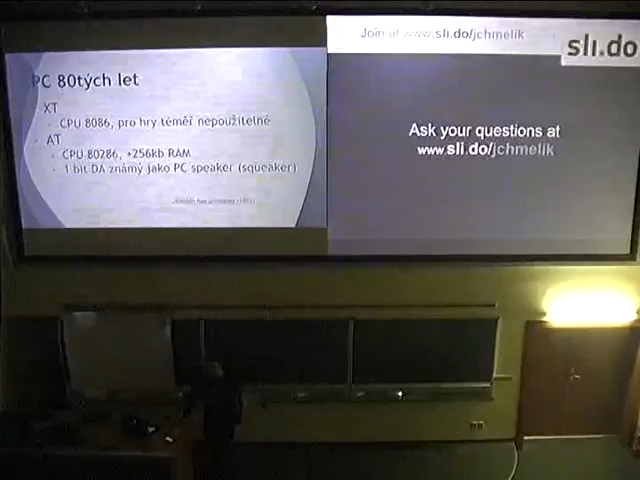 PC 80tých let
XT
- CPU 8086, pro hry téměř nepoužitelné
- AT
- CPU 80286, +256kb RAM
- 1 bit DA známý jako PC speaker (squeaker)
Join at www.sli.do/jchmelik
sli.do
Ask your questions at
www.sli.do/jchmelik